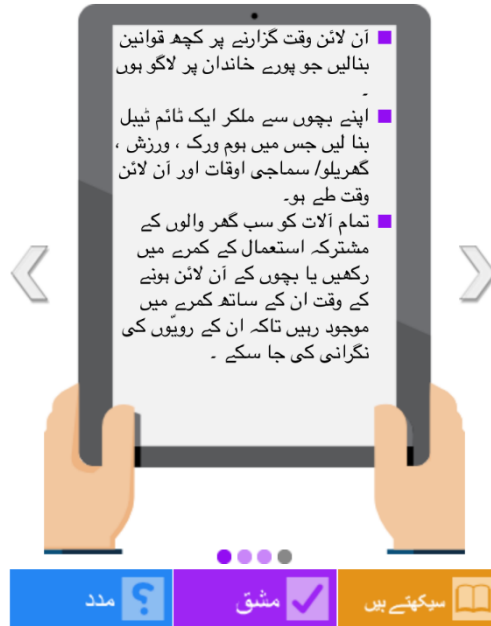 آن لائن وقت گزارنے پر کچھ قوانین
بنالیں جو پورے خاندان پر لاگو ہوں
۔
اپنے بچوں سے ملکر ایک ٹائم ٹیبل
بنا لیں جس میں ہوم ورک ، ورزش ،
گھریلو/ سماجی اوقات اور آن لائن
وقت طے ہو۔
تمام آلات کو سب گھر والوں کے
مشترکہ استعمال کے کمرے میں
رکھیں یا بچوں کے آن لائن ہونے
کے وقت ان کے ساتھ کمرے میں
موجود رہیں تاکہ ان کے رویّوں کی
نگرانی کی جا سکے ۔
سیکھتے ہیں
مشق
مدد